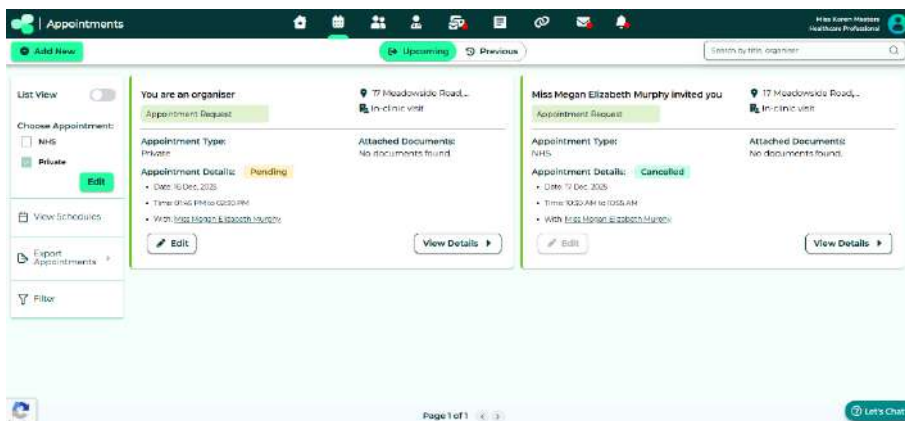 Appointments
Miss Karen Masters
Healthcare Professional
Add New
Upcoming
Previous
Search by title, organiser
List View
Choose Appointment:
NHS
Private
Edit
View Schedules
Export
Appointments
Filter
You are an organiser
Appointment Request
17 Meadowside Road,...
In-clinic visit
Appointment Type:
Private
Attached Documents:
No documents found.
Appointment Details: Pending
• Date: 16 Dec, 2025
• Time: 01:45 PM to 02:30 PM
• With: Miss Megan Elizabeth Murphy
Edit
View Details
Miss Megan Elizabeth Murphy invited you
Appointment Request
17 Meadowside Road,...
In-clinic visit
Appointment Type:
NHS
Attached Documents:
No documents found.
Appointment Details: Cancelled
• Date: 17 Dec, 2025
• Time: 10:30 AM to 10:55 AM
• With: Miss Megan Elizabeth Murphy
Edit
View Details
Page 1 of 1
Let's Chat